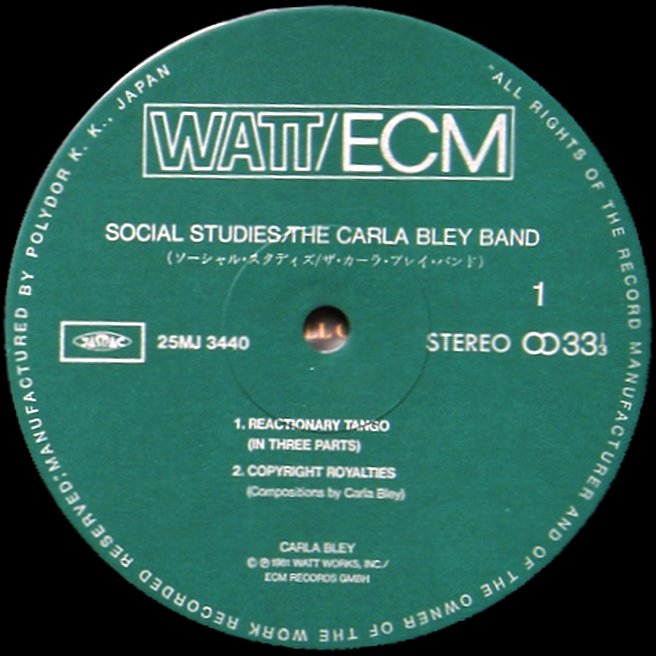 WATT/ECM
SOCIAL STUDIES/THE CARLA BLEY BAND
(ソーシャル・スタディズ/ザ・カーラ・ブレイ・バンド)
1
JASRAC
25MJ 3440
STEREO 33 1/3
1. REACTIONARY TANGO
(IN THREE PARTS)
2. COPYRIGHT ROYALTIES
(Compositions by Carla Bley)
CARLA BLEY
© ℗ 1981 WATT WORKS, INC./
ECM RECORDS GMBH
"ALL RIGHTS OF THE RECORD MANUFACTURER AND OF THE OWNER OF THE WORK RECORDED RESERVED; MANUFACTURED BY POLYDOR K. K., JAPAN